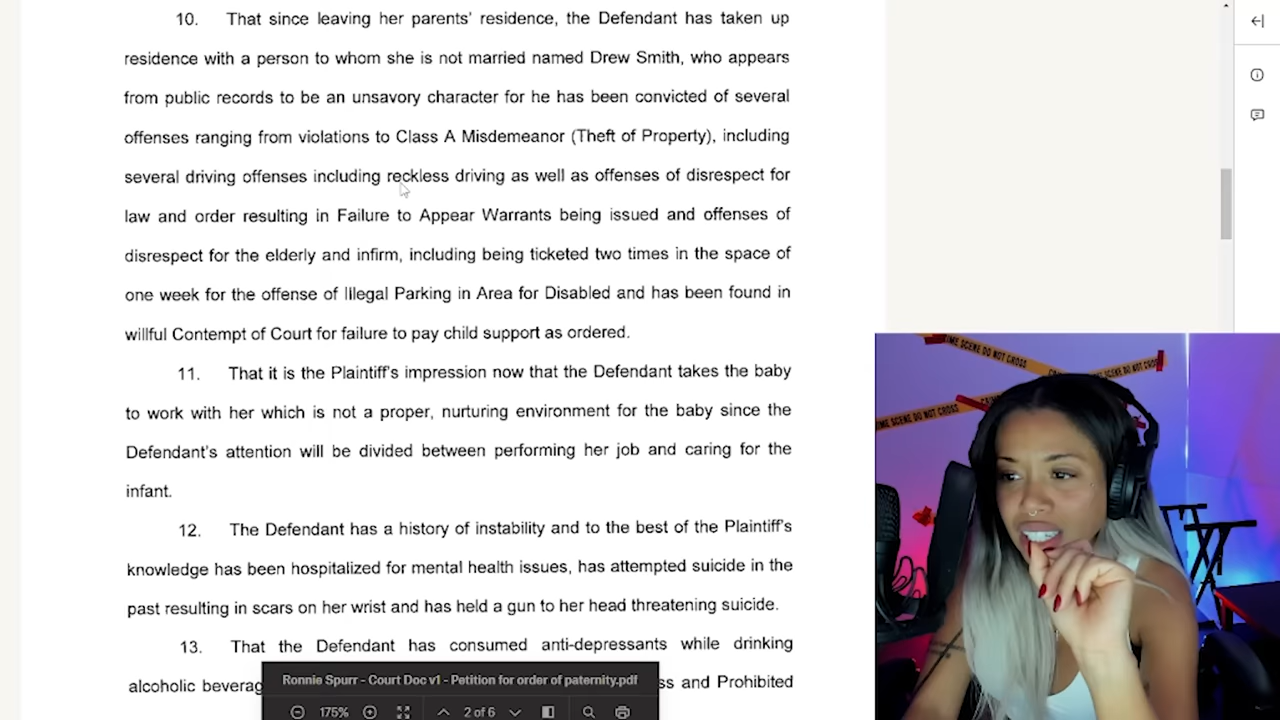 10. That since leaving her parents' residence, the Defendant has taken up
residence with a person to whom she is not married named Drew Smith, who appears
from public records to be an unsavory character for he has been convicted of several
offenses ranging from violations to Class A Misdemeanor (Theft of Property), including
several driving offenses including reckless driving as well as offenses of disrespect for
law and order resulting in Failure to Appear Warrants being issued and offenses of
disrespect for the elderly and infirm, including being ticketed two times in the space of
one week for the offense of Illegal Parking in Area for Disabled and has been found in
willful Contempt of Court for failure to pay child support as ordered.
11. That it is the Plaintiff's impression now that the Defendant takes the baby
to work with her which is not a proper, nurturing environment for the baby since the
Defendant's attention will be divided between performing her job and caring for the
infant.
12. The Defendant has a history of instability and to the best of the Plaintiff's
knowledge has been hospitalized for mental health issues, has attempted suicide in the
past resulting in scars on her wrist and has held a gun to her head threatening suicide.
13. That the Defendant has consumed anti-depressants while drinking
alcoholic and Prohibited
Ronnie Spurr - Court Doc v1 - Petition for order of paternity.pdf
175% 2 of 6
CRIME SCENE DO NOT CROSS
CRIME SCENE DO NOT CROSS